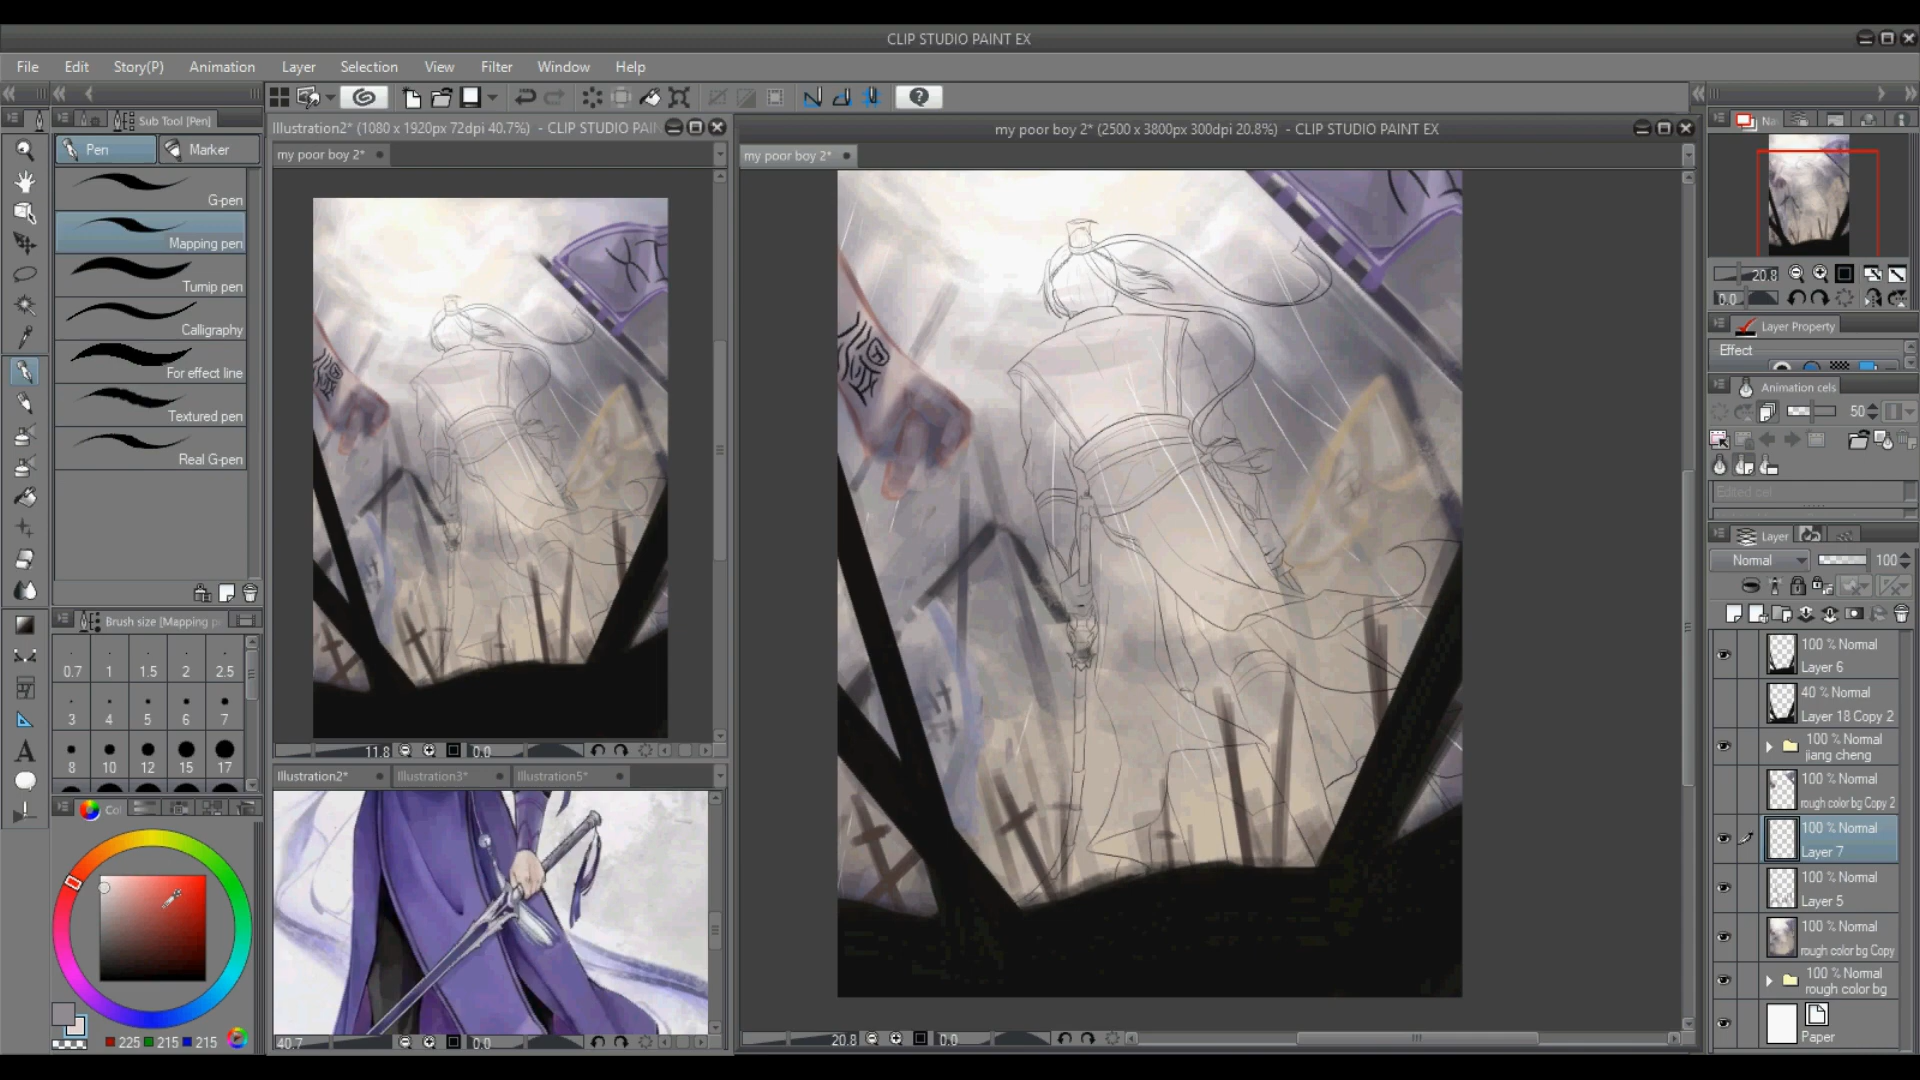 CLIP STUDIO PAINT EX
File Edit Story(P) Animation Layer Selection View Filter Window Help
Sub Tool [Pen]
Pen Marker
G-pen
Mapping pen
Turnip pen
Calligraphy
For effect line
Textured pen
Real G-pen
Brush size [Mapping
0.7 1 1.5 2 2.5
3 4 5 6 7
8 10 12 15 17
225 215 215
Illustration2* (1080 x 1920px 72dpi 40.7%) - CLIP STUDIO PAIN
my poor boy 2*
11.8 0.0
Illustration2* Illustration3* Illustration5*
40.7 0.0
my poor boy 2* (2500 x 3800px 300dpi 20.8%) - CLIP STUDIO PAINT EX
my poor boy 2*
20.8 0.0
20.8
0.0
Layer Property
Effect
Animation cels
50
Edited cel
Layer
Normal 100
100 % Normal
Layer 6
40 % Normal
Layer 18 Copy 2
100 % Normal
jiang cheng
100 % Normal
rough color bg Copy 2
100 % Normal
Layer 7
100 % Normal
Layer 5
100 % Normal
rough color bg Copy
100 % Normal
rough color bg
Paper